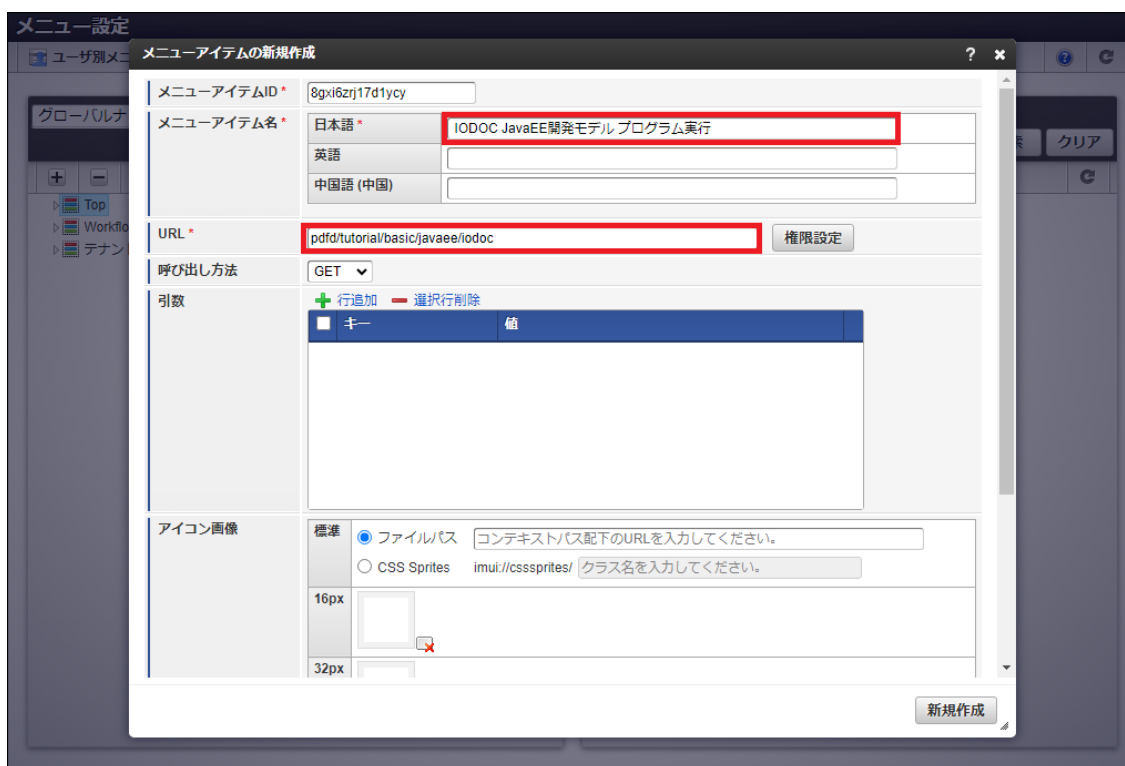 メニュー設定
ユーザ別メニ
メニューアイテムの新規作成
グローバルナ
クリア
Top
Workflo
テナン
メニューアイテムID *
8gxi6zrj17d1ycy
メニューアイテム名 *
日本語 *
IODOC JavaEE開発モデル プログラム実行
英語
中国語 (中国)
URL *
pdfd/tutorial/basic/javaee/iodoc
権限設定
呼び出し方法
GET
引数
行追加 選択行削除
キー 値
アイコン画像
標準
ファイルパス コンテキストパス配下のURLを入力してください。
CSS Sprites imui://csssprites/ クラス名を入力してください。
16px
32px
新規作成